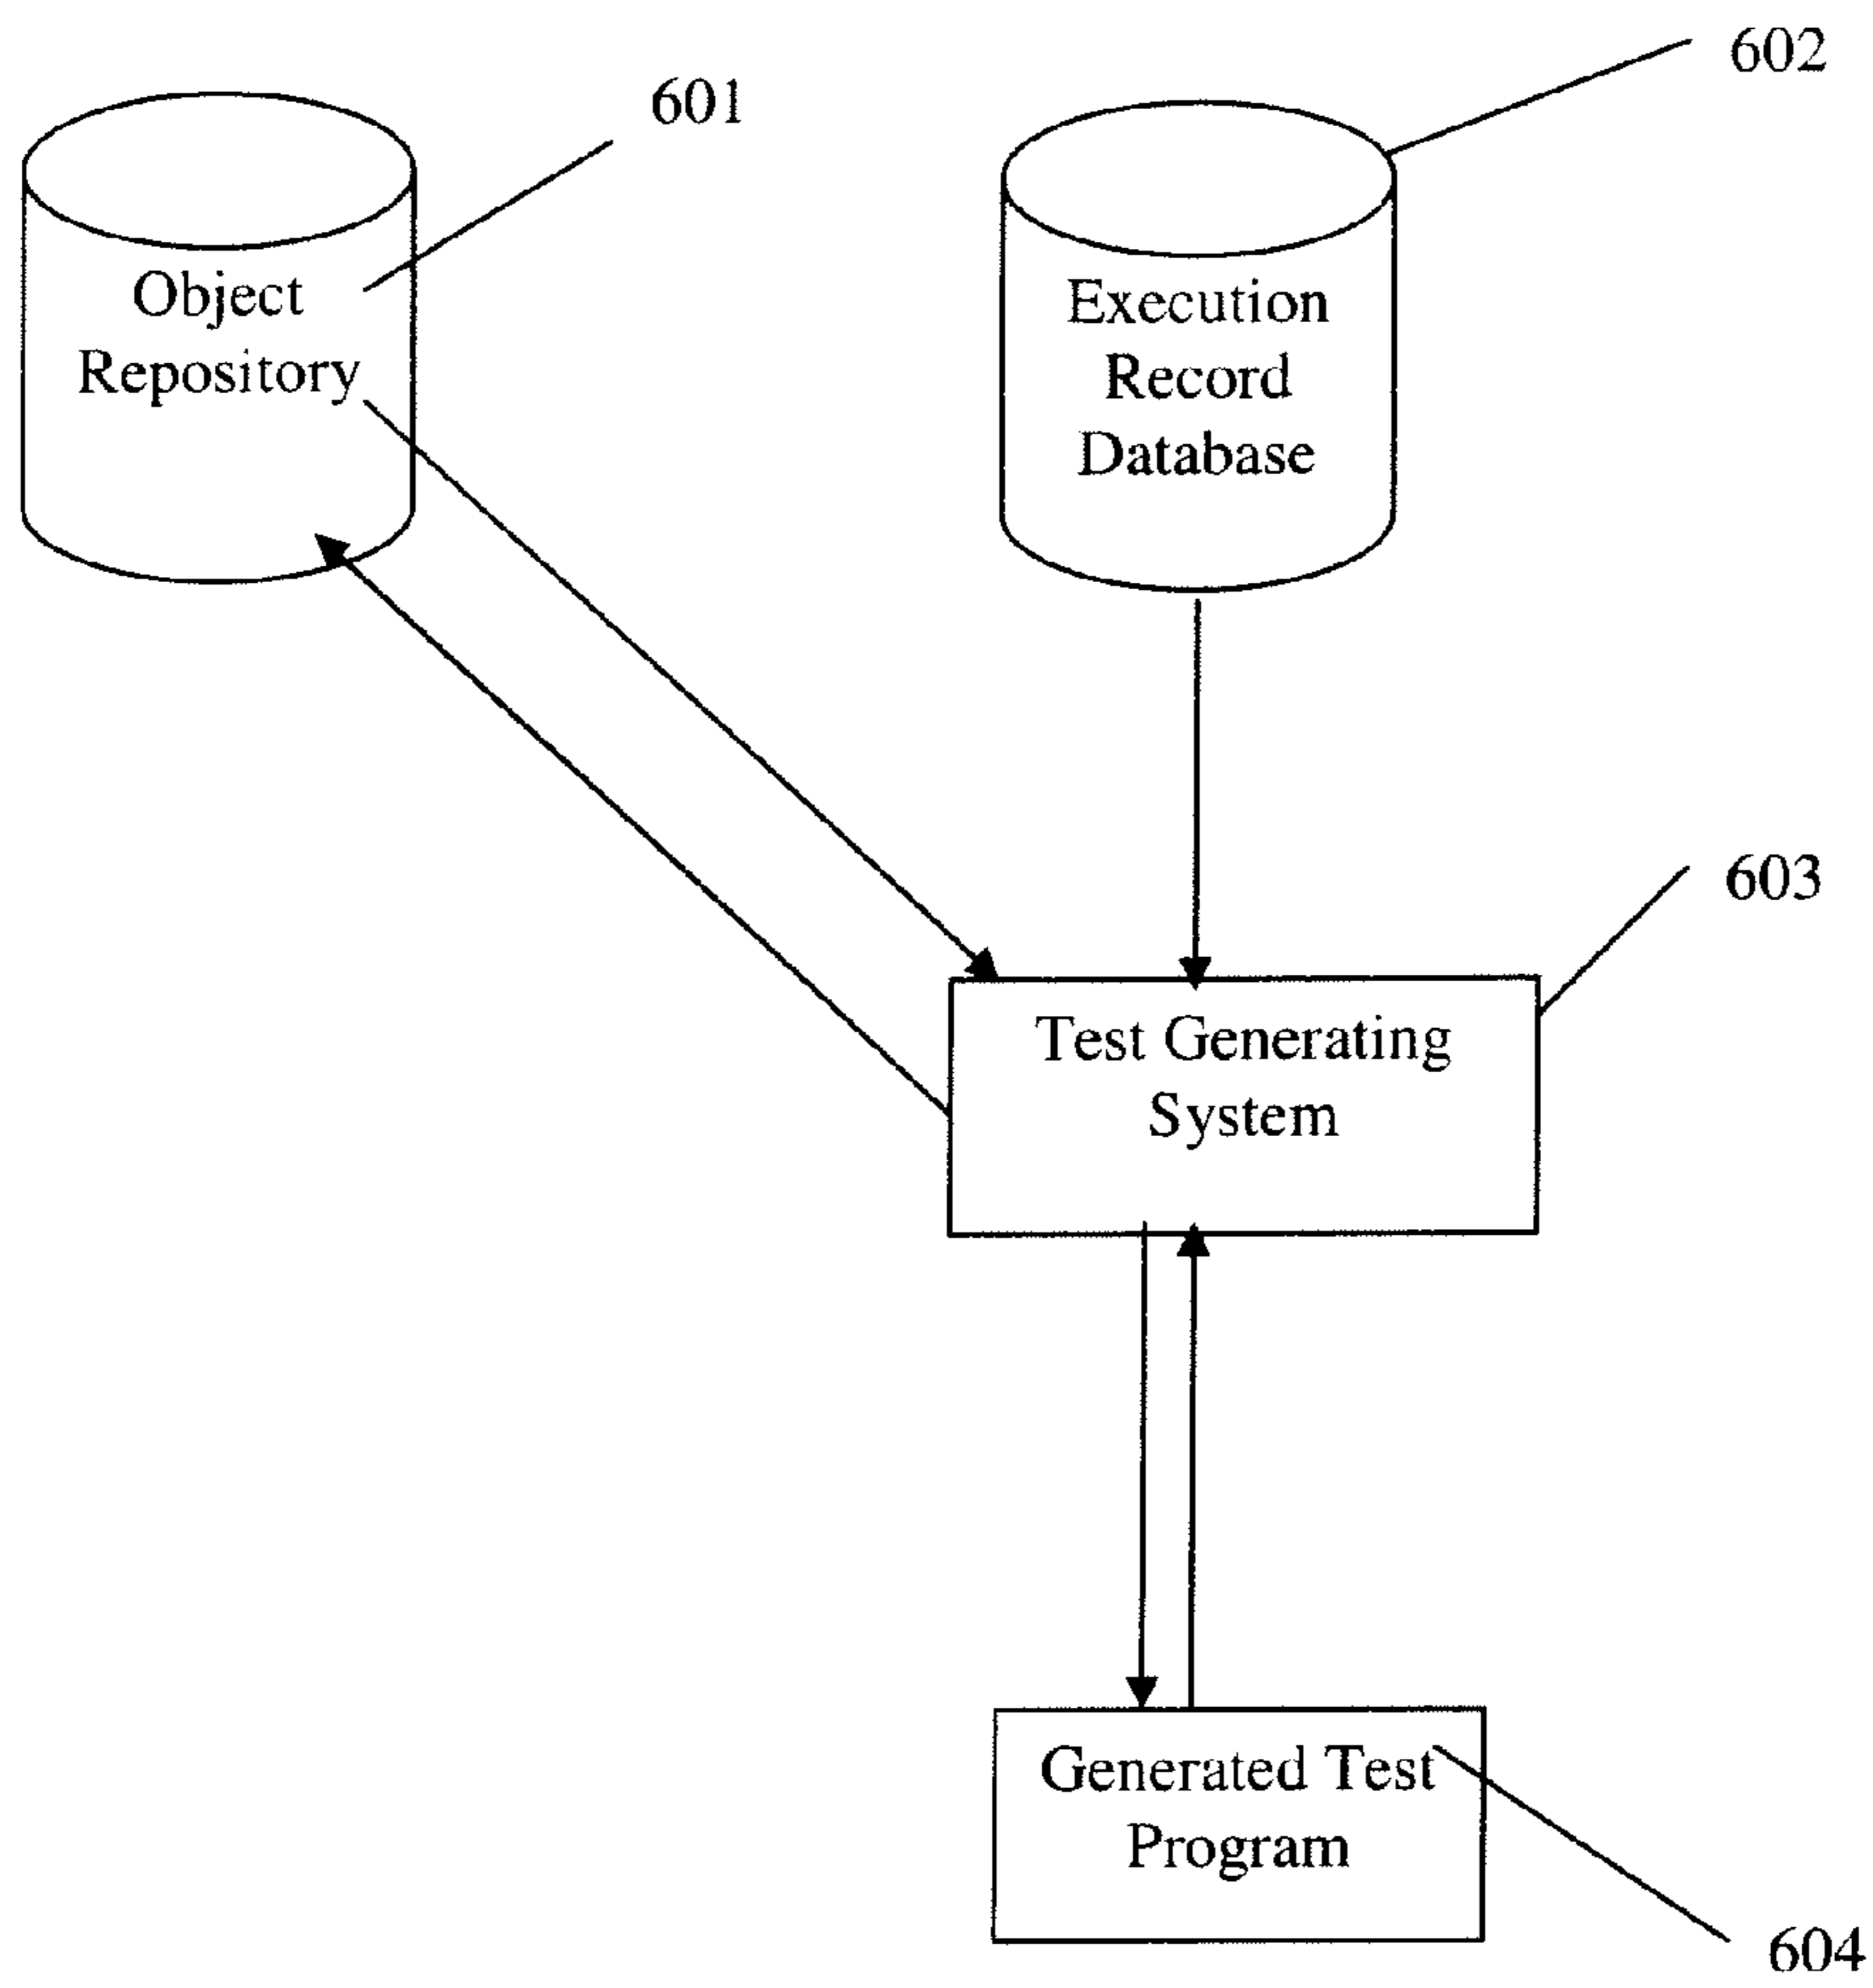 602
601
Object
Repository
Execution
Record
Database
603
Test Generating
System
Generated Test
Program
604